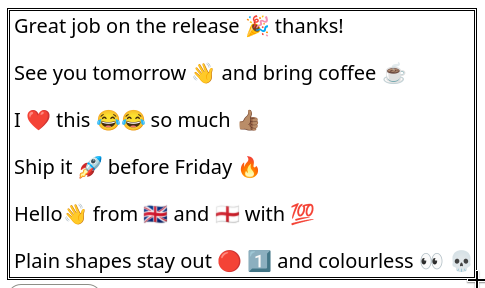 Great job on the release 🎉 thanks!
See you tomorrow 👋 and bring coffee ☕
I ❤️ this 😂😂 so much 👍🏽
Ship it 🚀 before Friday 🔥
Hello👋 from 🇬🇧 and 🏴󠁧󠁢󠁥󠁮󠁧󠁿 with 💯
Plain shapes stay out 🔴 1️⃣ and colourless 👀 💀